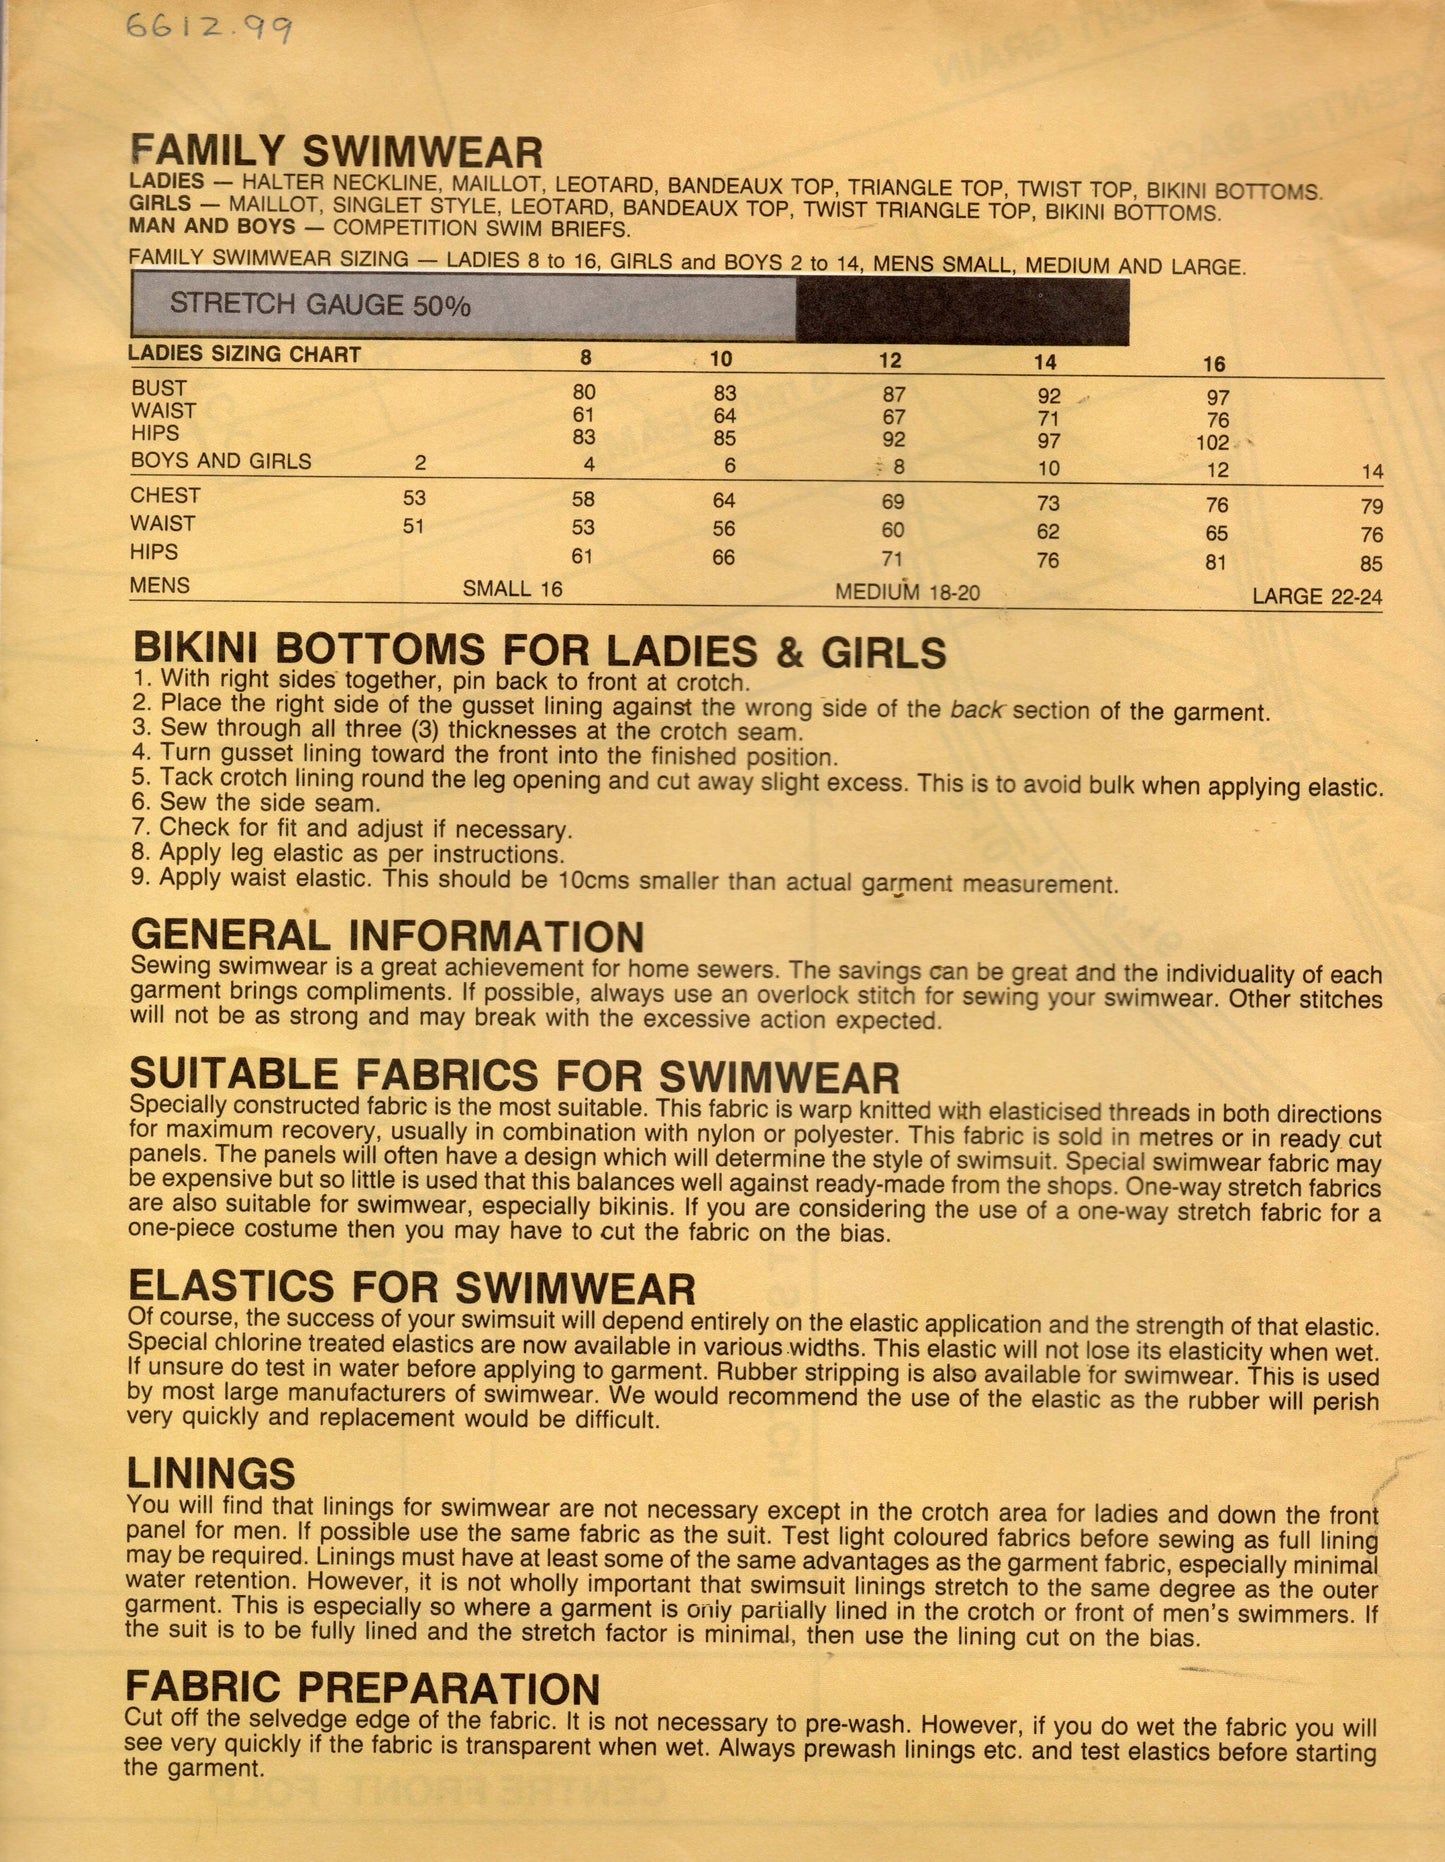 6612.99
FAMILY SWIMWEAR
LADIES — HALTER NECKLINE, MAILLOT, LEOTARD, BANDEAUX TOP, TRIANGLE TOP, TWIST TOP, BIKINI BOTTOMS.
GIRLS — MAILLOT, SINGLET STYLE, LEOTARD, BANDEAUX TOP, TWIST TRIANGLE TOP, BIKINI BOTTOMS.
MAN AND BOYS — COMPETITION SWIM BRIEFS.
FAMILY SWIMWEAR SIZING — LADIES 8 to 16, GIRLS and BOYS 2 to 14, MENS SMALL, MEDIUM AND LARGE.
STRETCH GAUGE 50%
LADIES SIZING CHART 8 10 12 14 16
BUST 80 83 87 92 97
WAIST 61 64 67 71 76
HIPS 83 85 92 97 102
BOYS AND GIRLS 2 4 6 8 10 12 14
CHEST 53 58 64 69 73 76 79
WAIST 51 53 56 60 62 65 76
HIPS 61 66 71 76 81 85
MENS SMALL 16 MEDIUM 18-20 LARGE 22-24
BIKINI BOTTOMS FOR LADIES & GIRLS
1. With right sides together, pin back to front at crotch.
2. Place the right side of the gusset lining against the wrong side of the back section of the garment.
3. Sew through all three (3) thicknesses at the crotch seam.
4. Turn gusset lining toward the front into the finished position.
5. Tack crotch lining round the leg opening and cut away slight excess. This is to avoid bulk when applying elastic.
6. Sew the side seam.
7. Check for fit and adjust if necessary.
8. Apply leg elastic as per instructions.
9. Apply waist elastic. This should be 10cms smaller than actual garment measurement.
GENERAL INFORMATION
Sewing swimwear is a great achievement for home sewers. The savings can be great and the individuality of each
garment brings compliments. If possible, always use an overlock stitch for sewing your swimwear. Other stitches
will not be as strong and may break with the excessive action expected.
SUITABLE FABRICS FOR SWIMWEAR
Specially constructed fabric is the most suitable. This fabric is warp knitted with elasticised threads in both directions
for maximum recovery, usually in combination with nylon or polyester. This fabric is sold in metres or in ready cut
panels. The panels will often have a design which will determine the style of swimsuit. Special swimwear fabric may
be expensive but so little is used that this balances well against ready-made from the shops. One-way stretch fabrics
are also suitable for swimwear, especially bikinis. If you are considering the use of a one-way stretch fabric for a
one-piece costume then you may have to cut the fabric on the bias.
ELASTICS FOR SWIMWEAR
Of course, the success of your swimsuit will depend entirely on the elastic application and the strength of that elastic.
Special chlorine treated elastics are now available in various widths. This elastic will not lose its elasticity when wet.
If unsure do test in water before applying to garment. Rubber stripping is also available for swimwear. This is used
by most large manufacturers of swimwear. We would recommend the use of the elastic as the rubber will perish
very quickly and replacement would be difficult.
LININGS
You will find that linings for swimwear are not necessary except in the crotch area for ladies and down the front
panel for men. If possible use the same fabric as the suit. Test light coloured fabrics before sewing as full lining
may be required. Linings must have at least some of the same advantages as the garment fabric, especially minimal
water retention. However, it is not wholly important that swimsuit linings stretch to the same degree as the outer
garment. This is especially so where a garment is only partially lined in the crotch or front of men's swimmers. If
the suit is to be fully lined and the stretch factor is minimal, then use the lining cut on the bias.
FABRIC PREPARATION
Cut off the selvedge edge of the fabric. It is not necessary to pre-wash. However, if you do wet the fabric you will
see very quickly if the fabric is transparent when wet. Always prewash linings etc. and test elastics before starting
the garment.